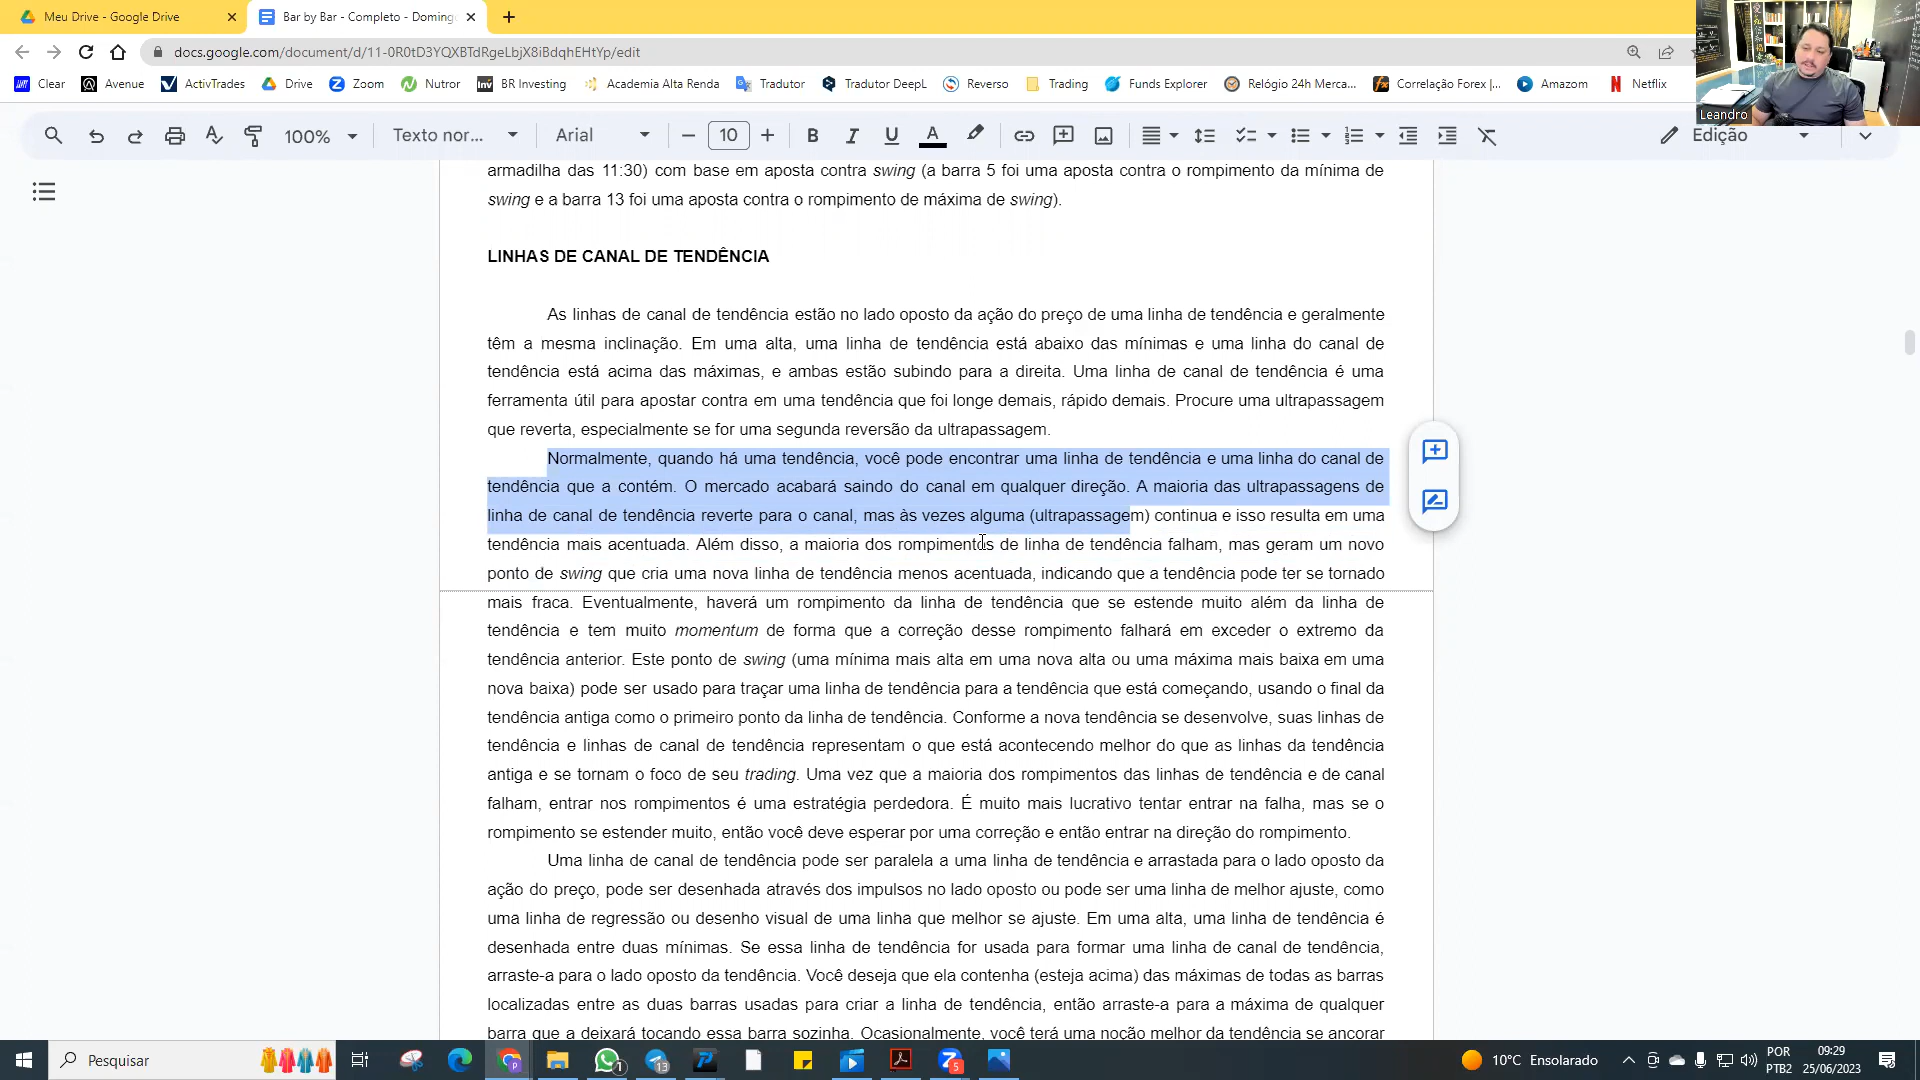 Meu Drive - Google Drive
Bar by Bar - Completo - Doming
docs.google.com/document/d/11-0R0tD3YQXBTdRgeLbjX8iBdqhEHtYp/edit
Clear Avenue ActivTrades Drive Zoom Nutror BR Investing Academia Alta Renda Tradutor Tradutor DeepL Reverso Trading Funds Explorer Relógio 24h Merca... Correlação Forex |... Amazom Netflix
Leandro
100% Texto nor... Arial 10 Edição
armadilha das 11:30) com base em aposta contra swing (a barra 5 foi uma aposta contra o rompimento da mínima de
swing e a barra 13 foi uma aposta contra o rompimento de máxima de swing).
LINHAS DE CANAL DE TENDÊNCIA
As linhas de canal de tendência estão no lado oposto da ação do preço de uma linha de tendência e geralmente
têm a mesma inclinação. Em uma alta, uma linha de tendência está abaixo das mínimas e uma linha do canal de
tendência está acima das máximas, e ambas estão subindo para a direita. Uma linha de canal de tendência é uma
ferramenta útil para apostar contra em uma tendência que foi longe demais, rápido demais. Procure uma ultrapassagem
que reverta, especialmente se for uma segunda reversão da ultrapassagem.
Normalmente, quando há uma tendência, você pode encontrar uma linha de tendência e uma linha do canal de
tendência que a contém. O mercado acabará saindo do canal em qualquer direção. A maioria das ultrapassagens de
linha de canal de tendência reverte para o canal, mas às vezes alguma (ultrapassagem) continua e isso resulta em uma
tendência mais acentuada. Além disso, a maioria dos rompimentos de linha de tendência falham, mas geram um novo
ponto de swing que cria uma nova linha de tendência menos acentuada, indicando que a tendência pode ter se tornado
mais fraca. Eventualmente, haverá um rompimento da linha de tendência que se estende muito além da linha de
tendência e tem muito momentum de forma que a correção desse rompimento falhará em exceder o extremo da
tendência anterior. Este ponto de swing (uma mínima mais alta em uma nova alta ou uma máxima mais baixa em uma
nova baixa) pode ser usado para traçar uma linha de tendência para a tendência que está começando, usando o final da
tendência antiga como o primeiro ponto da linha de tendência. Conforme a nova tendência se desenvolve, suas linhas de
tendência e linhas de canal de tendência representam o que está acontecendo melhor do que as linhas da tendência
antiga e se tornam o foco de seu trading. Uma vez que a maioria dos rompimentos das linhas de tendência e de canal
falham, entrar nos rompimentos é uma estratégia perdedora. É muito mais lucrativo tentar entrar na falha, mas se o
rompimento se estender muito, então você deve esperar por uma correção e então entrar na direção do rompimento.
Uma linha de canal de tendência pode ser paralela a uma linha de tendência e arrastada para o lado oposto da
ação do preço, pode ser desenhada através dos impulsos no lado oposto ou pode ser uma linha de melhor ajuste, como
uma linha de regressão ou desenho visual de uma linha que melhor se ajuste. Em uma alta, uma linha de tendência é
desenhada entre duas mínimas. Se essa linha de tendência for usada para formar uma linha de canal de tendência,
arraste-a para o lado oposto da tendência. Você deseja que ela contenha (esteja acima) das máximas de todas as barras
localizadas entre as duas barras usadas para criar a linha de tendência, então arraste-a para a máxima de qualquer
barra que a deixará tocando essa barra sozinha. Ocasionalmente, você terá uma noção melhor da tendência se ancorar
Pesquisar
10°C Ensolarado
POR
PTB2
09:29
25/06/2023